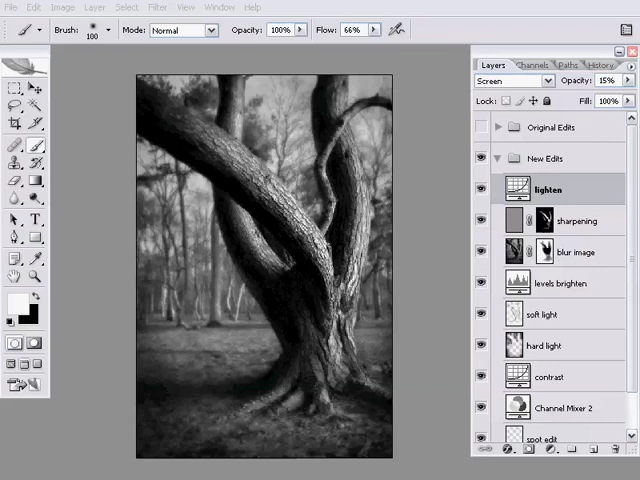 File Edit Image Layer Select Filter View Window Help
Brush: 100 Mode: Normal Opacity: 100% Flow: 66%
Layers Channels Paths History
Screen Opacity: 15%
Lock: Fill: 100%
Original Edits
New Edits
lighten
sharpening
blur image
levels brighten
soft light
hard light
contrast
Channel Mixer 2
spot edit